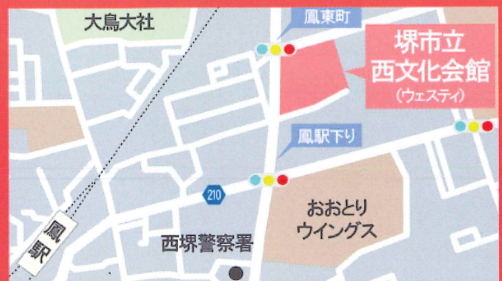 大鳥大社
鳳東町
堺市立
西文化会館
(ウェスティ)
鳳駅下り
210
おおとり
ウイングス
鳳駅
西堺警察署